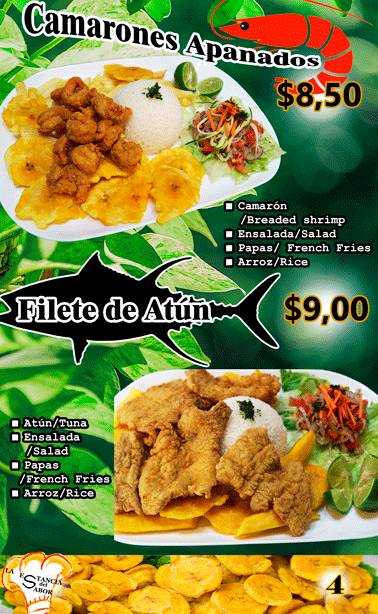 Camarones Apanados
$8,50
Camarón
/Breaded shrimp
Ensalada/Salad
Papas/ French Fries
Arroz/Rice
Filete de Atún
$9,00
Atún/Tuna
Ensalada
/Salad
Papas
/French Fries
Arroz/Rice
LA ESTANCIA
del
SABOR
4